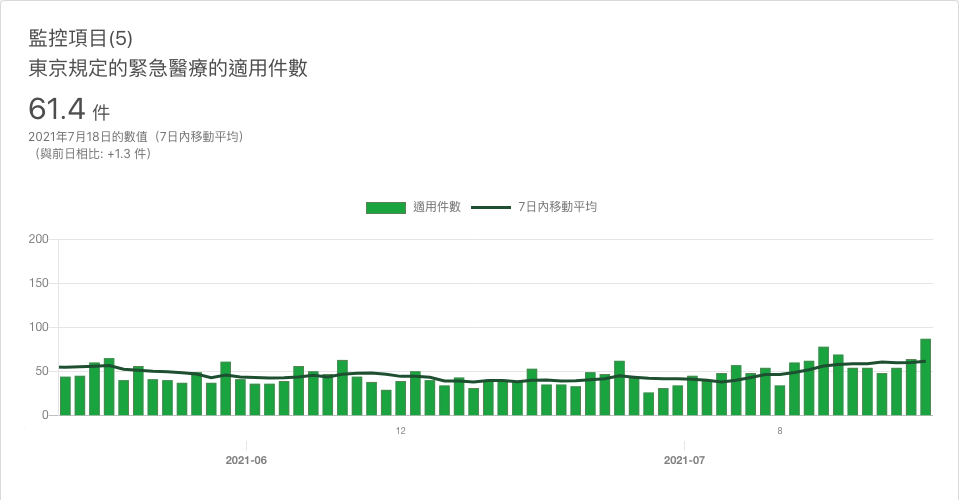 監控項目(5)
東京規定的緊急醫療的適用件數
61.4 件
2021年7月18日的數值（7日內移動平均）
（與前日相比: +1.3 件）
適用件數 7日內移動平均
200
150
100
50
0
12 8
2021-06 2021-07